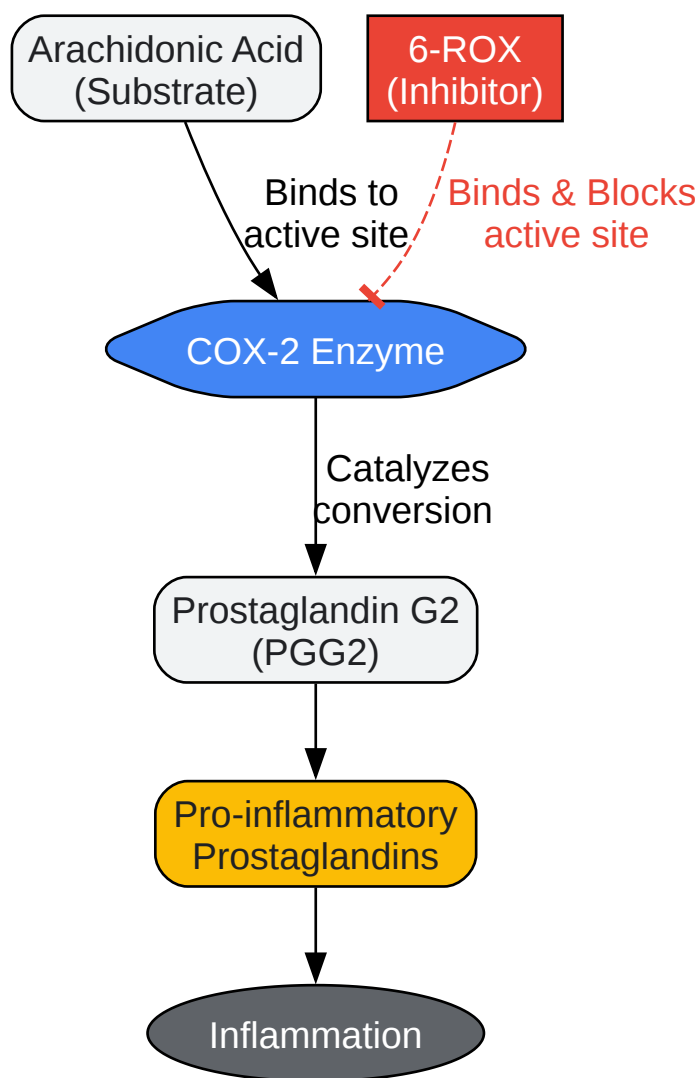 Arachidonic Acid
(Substrate)
6-ROX
(Inhibitor)
Binds to
active site
Binds & Blocks
active site
COX-2 Enzyme
Catalyzes
conversion
Prostaglandin G2
(PGG2)
Pro-inflammatory
Prostaglandins
Inflammation